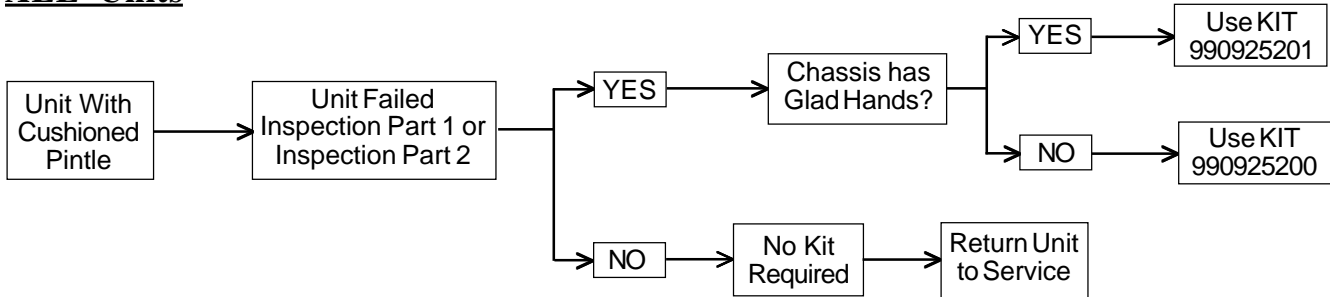 Unit With
Cushioned
Pintle
Unit Failed
Inspection Part 1 or
Inspection Part 2
YES
Chassis has
Glad Hands?
YES
Use KIT
990925201
NO
Use KIT
990925200
NO
No Kit
Required
Return Unit
to Service